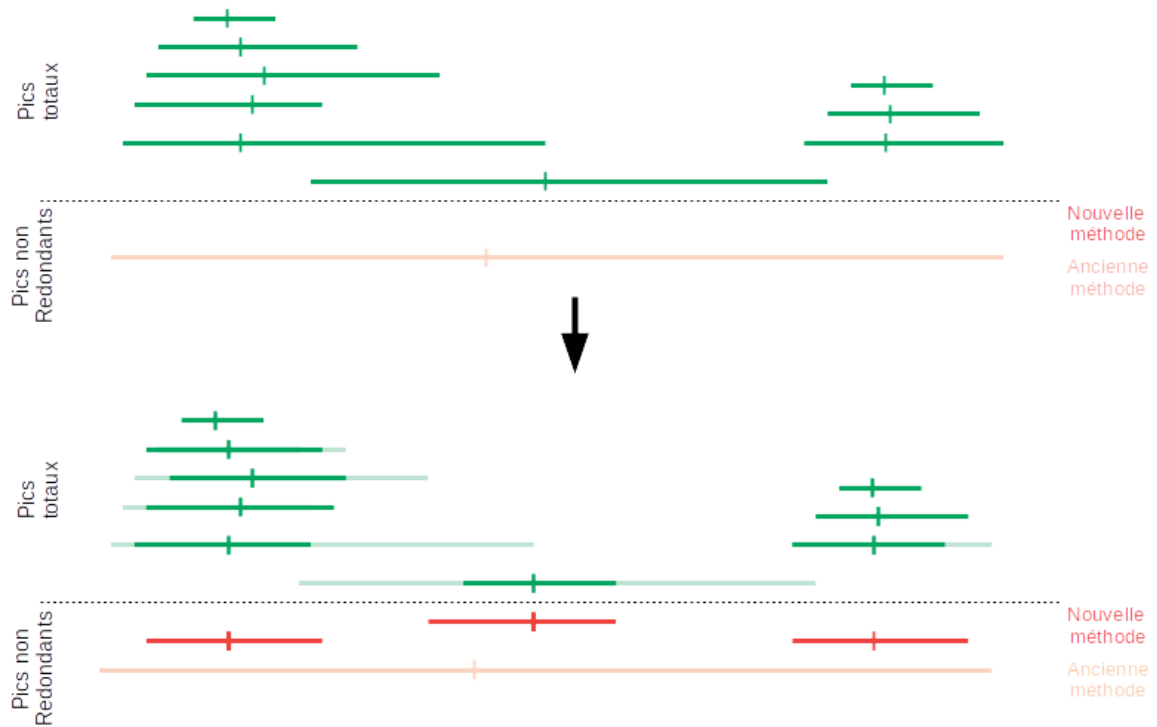 Pics
totaux
Pics non
Redondants
Nouvelle
méthode
Ancienne
méthode
Pics
totaux
Pics non
Redondants
Nouvelle
méthode
Ancienne
méthode